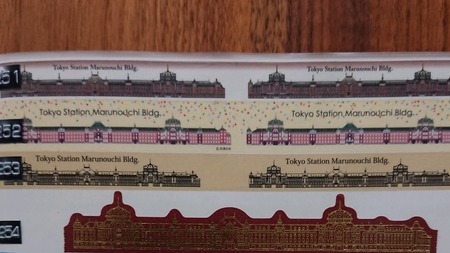 Tokyo Station Marunouchi Bldg. Tokyo Station Marunouchi Bldg.
252 Tokyo Station,Marunouchi Bldg. Tokyo Station,Marunouchi Bldg.
253 Tokyo Station Marunouchi Bldg. Tokyo Station Marunouchi Bldg.
254